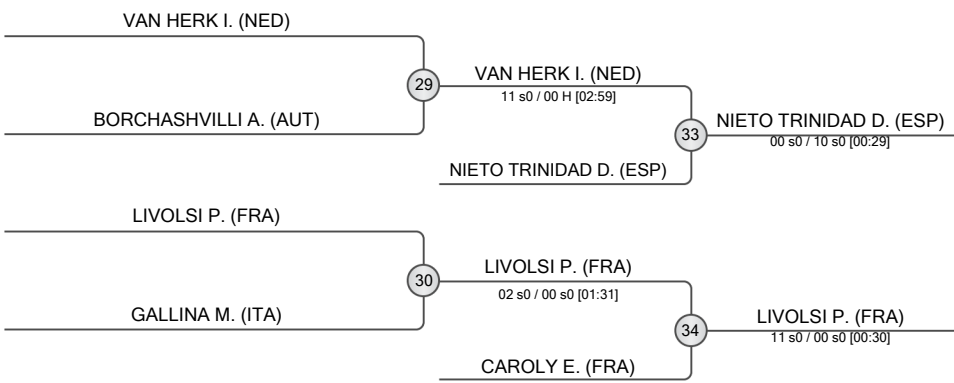 VAN HERK I. (NED)
29
VAN HERK I. (NED)
11 s0 / 00 H [02:59]
BORCHASHVILLI A. (AUT)
33
NIETO TRINIDAD D. (ESP)
00 s0 / 10 s0 [00:29]
NIETO TRINIDAD D. (ESP)
LIVOLSI P. (FRA)
30
LIVOLSI P. (FRA)
02 s0 / 00 s0 [01:31]
GALLINA M. (ITA)
34
LIVOLSI P. (FRA)
11 s0 / 00 s0 [00:30]
CAROLY E. (FRA)